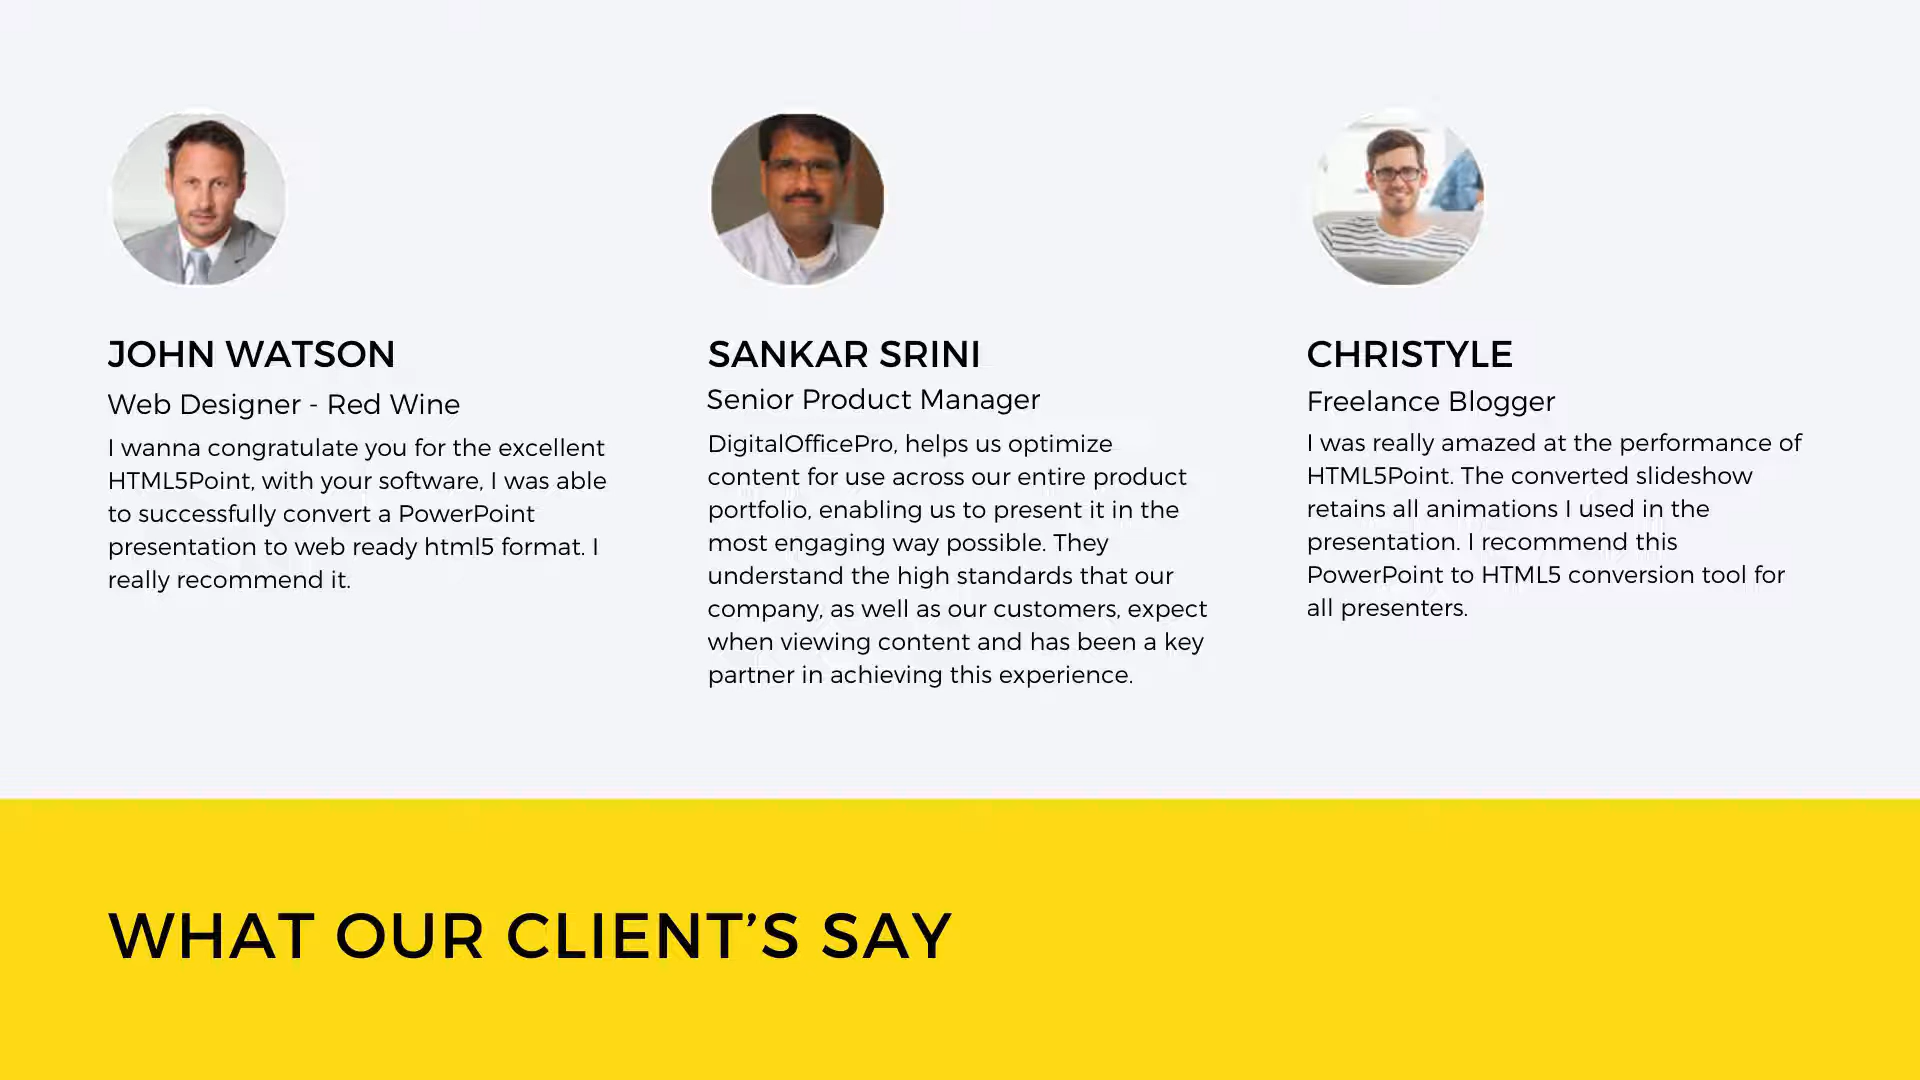 JOHN WATSON
Web Designer - Red Wine
I wanna congratulate you for the excellent
HTML5Point, with your software, I was able
to successfully convert a PowerPoint
presentation to web ready html5 format. I
really recommend it.
SANKAR SRINI
Senior Product Manager
DigitalOfficePro, helps us optimize
content for use across our entire product
portfolio, enabling us to present it in the
most engaging way possible. They
understand the high standards that our
company, as well as our customers, expect
when viewing content and has been a key
partner in achieving this experience.
CHRISTYLE
Freelance Blogger
I was really amazed at the performance of
HTML5Point. The converted slideshow
retains all animations I used in the
presentation. I recommend this
PowerPoint to HTML5 conversion tool for
all presenters.
WHAT OUR CLIENT’S SAY